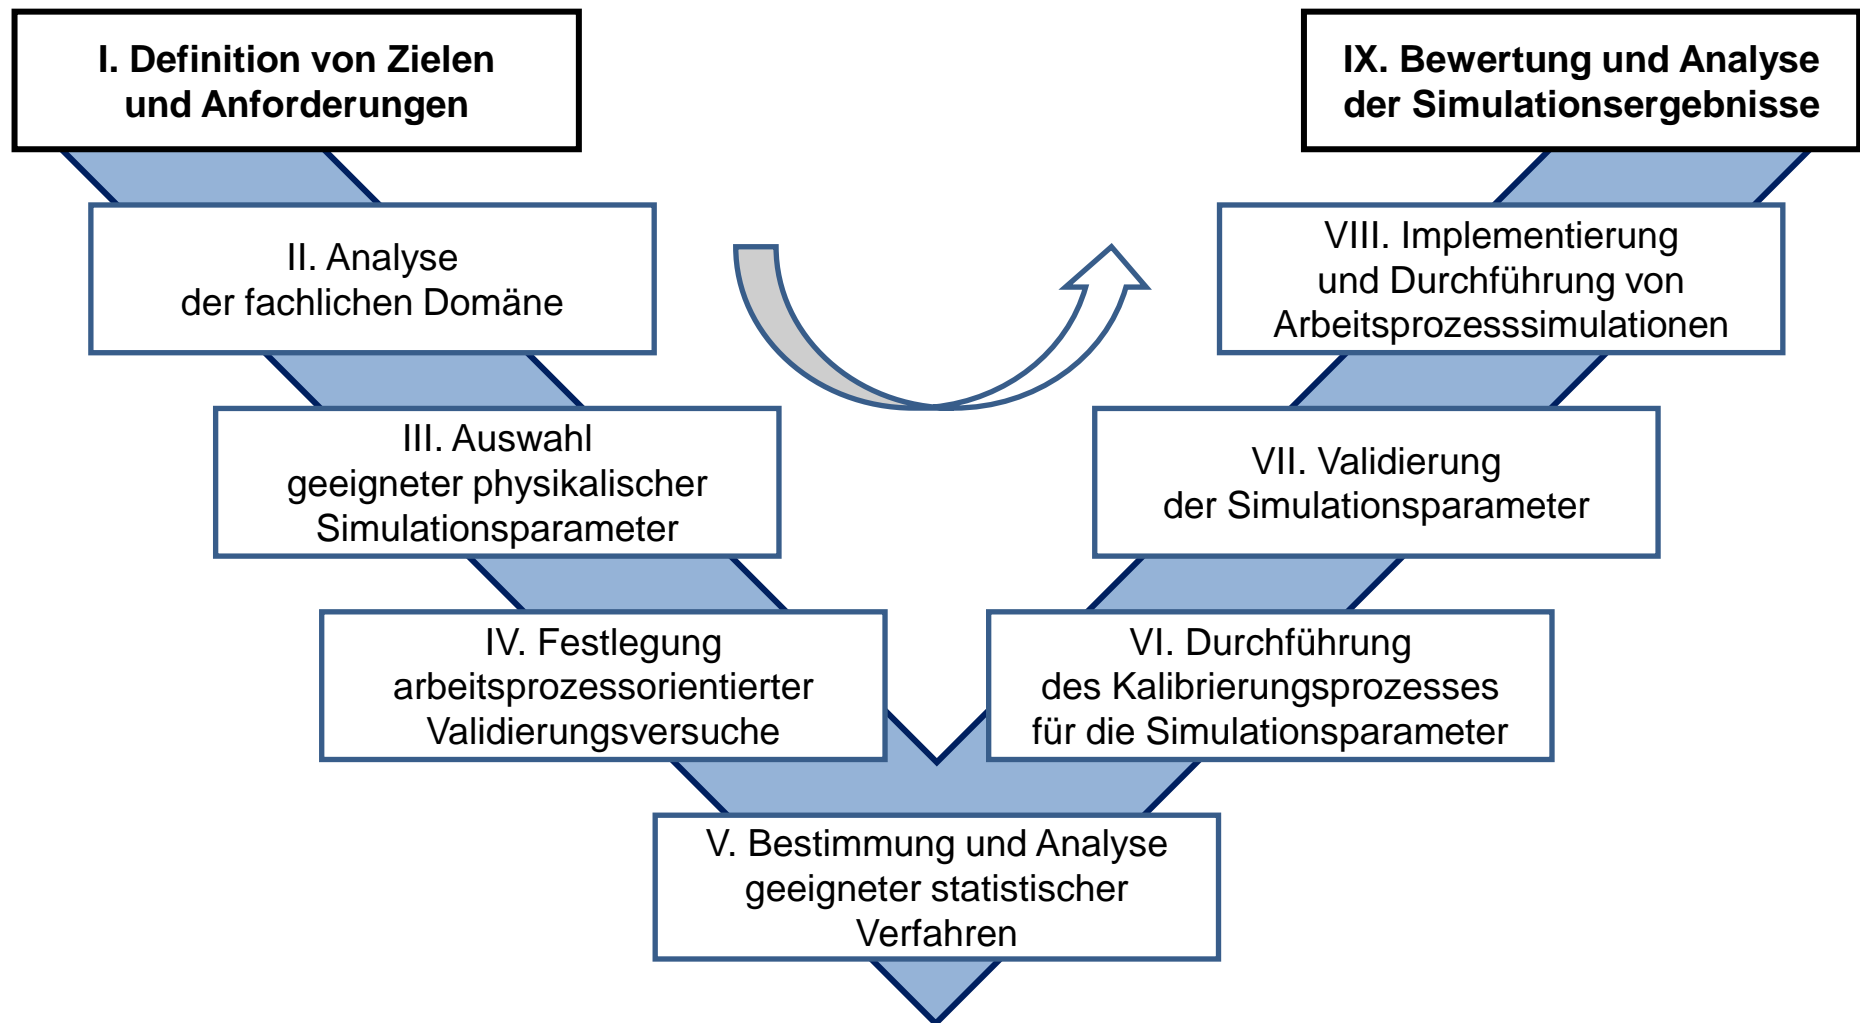 I. Definition von Zielen
und Anforderungen
II. Analyse
der fachlichen Domäne
III. Auswahl
geeigneter physikalischer
Simulationsparameter
IV. Festlegung
arbeitsprozessorientierter
Validierungsversuche
V. Bestimmung und Analyse
geeigneter statistischer
Verfahren
VI. Durchführung
des Kalibrierungsprozesses
für die Simulationsparameter
VII. Validierung
der Simulationsparameter
VIII. Implementierung
und Durchführung von
Arbeitsprozesssimulationen
IX. Bewertung und Analyse
der Simulationsergebnisse